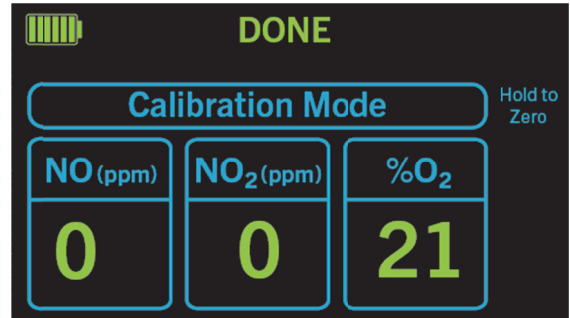 DONE
Calibration Mode
Hold to
Zero
NO (ppm) NO₂ (ppm) %O₂
0 0 21